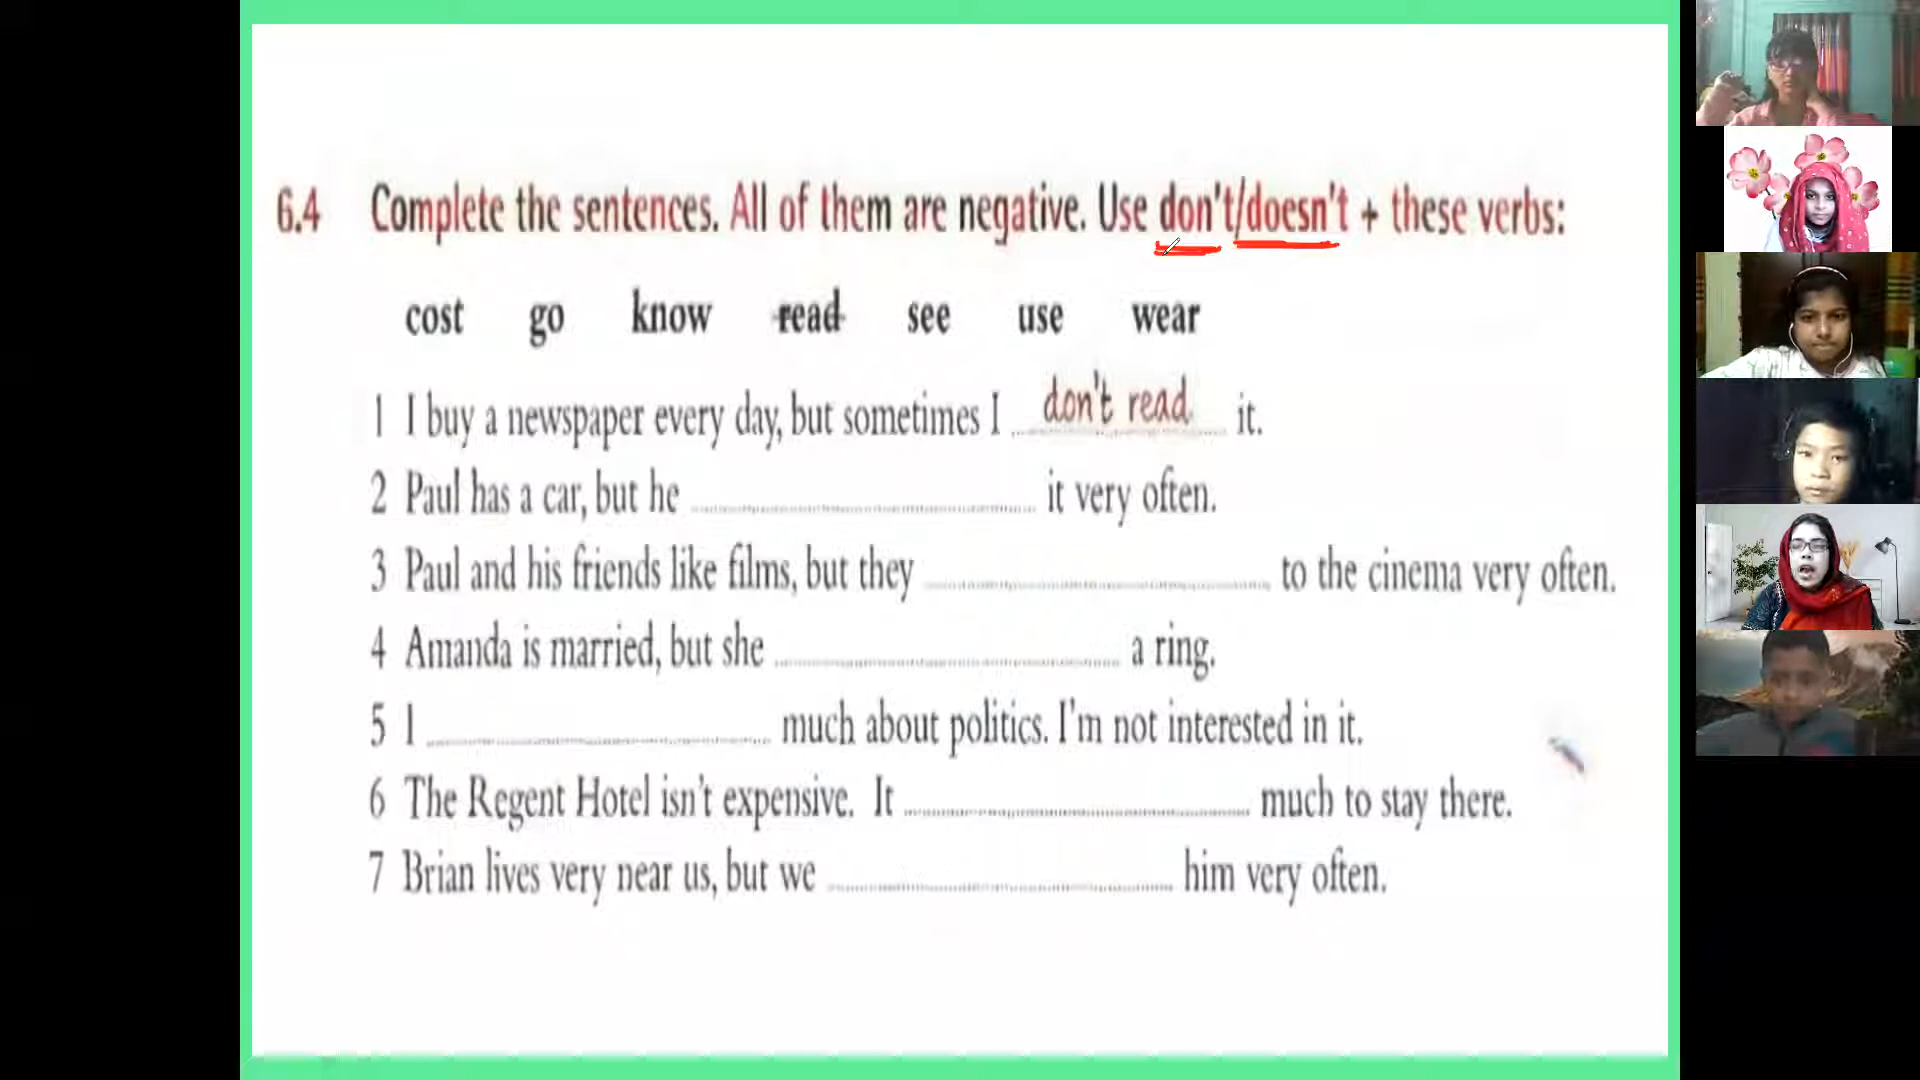 6.4 Complete the sentences. All of them are negative. Use don't/doesn't + these verbs:
cost go know read see use wear
1 I buy a newspaper every day, but sometimes I don't read it.
2 Paul has a car, but he .................... it very often.
3 Paul and his friends like films, but they .................... to the cinema very often.
4 Amanda is married, but she .................... a ring.
5 I .................... much about politics. I'm not interested in it.
6 The Regent Hotel isn't expensive. It .................... much to stay there.
7 Brian lives very near us, but we .................... him very often.